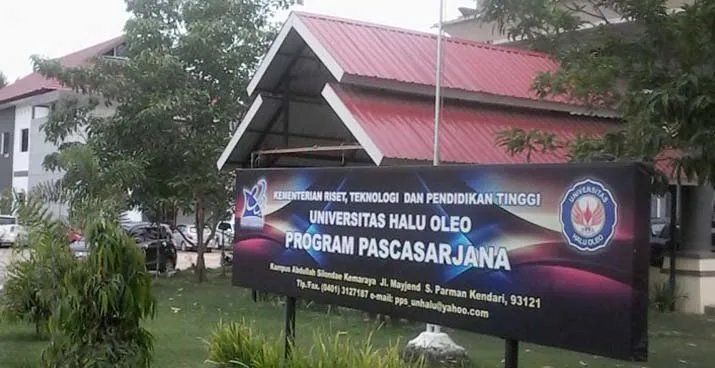 KEMENTERIAN RISET, TEKNOLOGI DAN PENDIDIKAN TINGGI
UNIVERSITAS HALU OLEO
PROGRAM PASCASARJANA
Kampus Abdullah Silondae Kemaraya Jl. Mayjend S. Parman Kendari, 93121
Tlp./Fax. (0401) 3127187 e-mail: pps_unhalu@yahoo.com
UNIVERSITAS
HALU OLEO